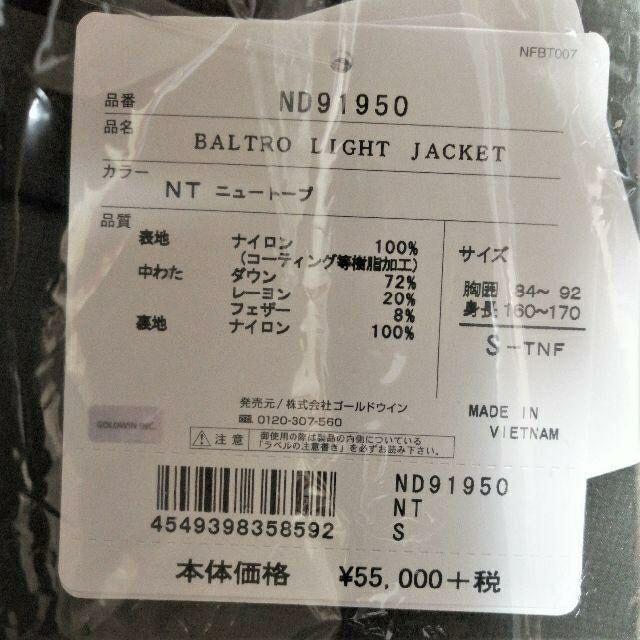 NFBT007
品番 ND91950
品名 BALTRO LIGHT JACKET
カラー NT ニュートープ
品質
表地 ナイロン 100%
(コーティング等樹脂加工)
中わた ダウン 72%
レーヨン 20%
フェザー 8%
裏地 ナイロン 100%
サイズ
胸囲 84～ 92
身長 160～170
S-TNF
発売元/株式会社ゴールドウイン
0120-307-560
GOLDWIN INC.
注意 御使用の際は製品の内側についている
「ラベルの注意書き」を必ずお読み下さい。
MADE IN
VIETNAM
4549398358592
ND91950
NT
S
本体価格 ¥55,000+税